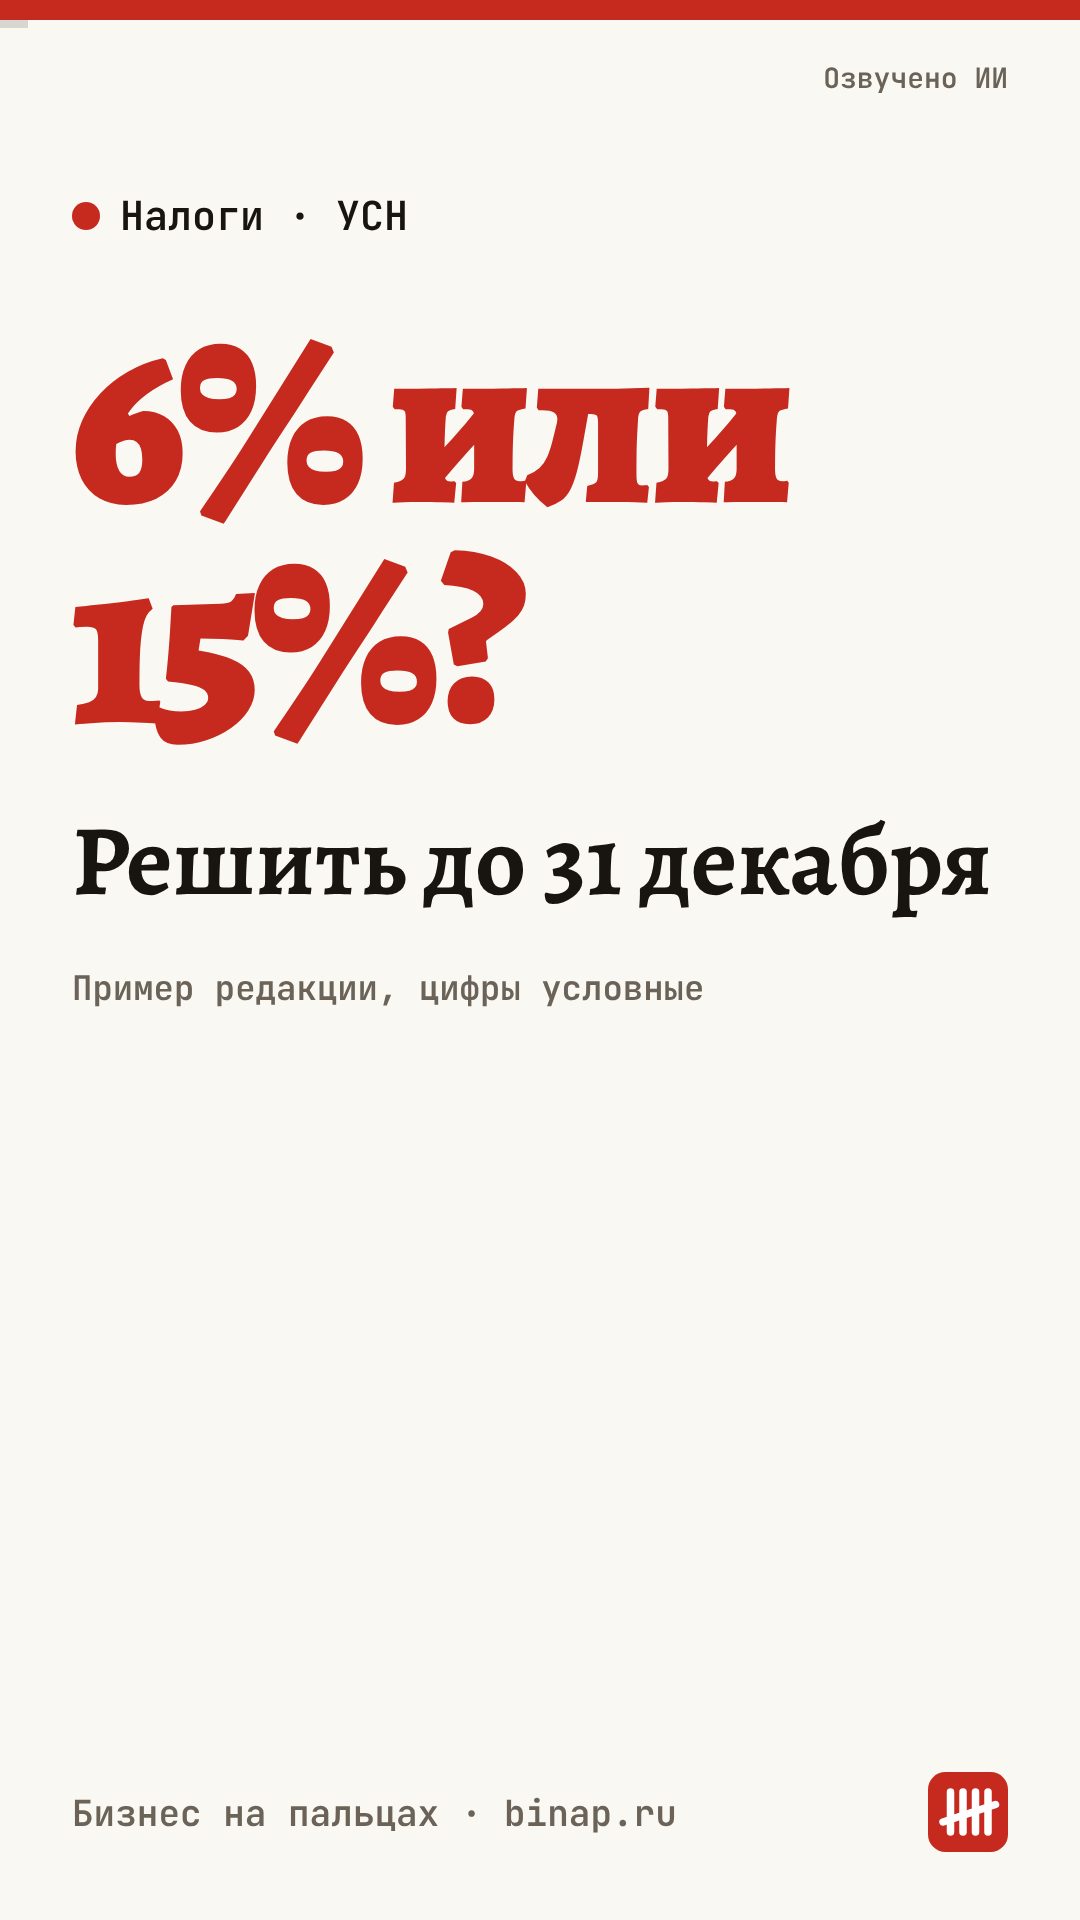 Озвучено ИИ
Налоги · УСН
6% или
15%?
Решить до 31 декабря
Пример редакции, цифры условные
Бизнес на пальцах · binap.ru